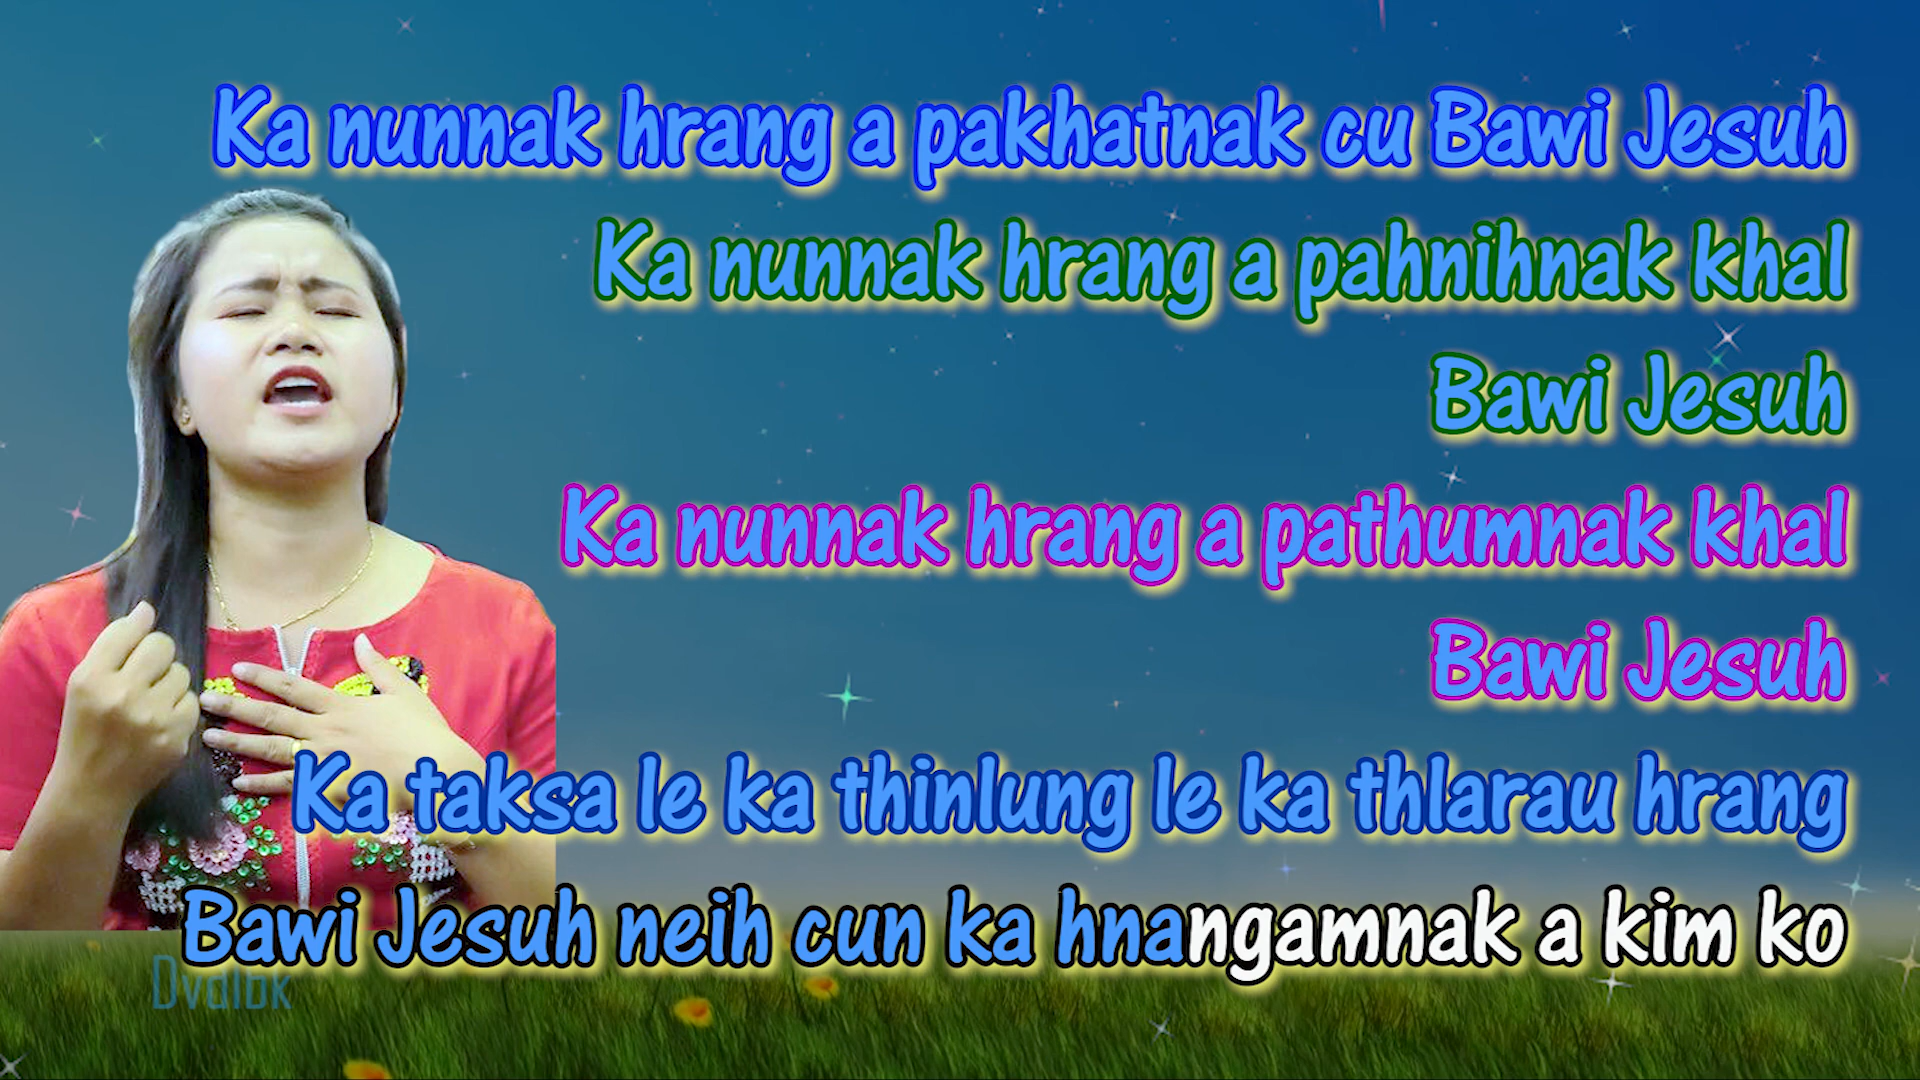 Ka nunnak hrang a pakhatnak cu Bawi Jesuh
Ka nunnak hrang a pahnihnak khal
Bawi Jesuh
Ka nunnak hrang a pathumnak khal
Bawi Jesuh
Ka taksa le ka thinlung le ka thlarau hrang
Bawi Jesuh neih cun ka hnangamnak a kim ko